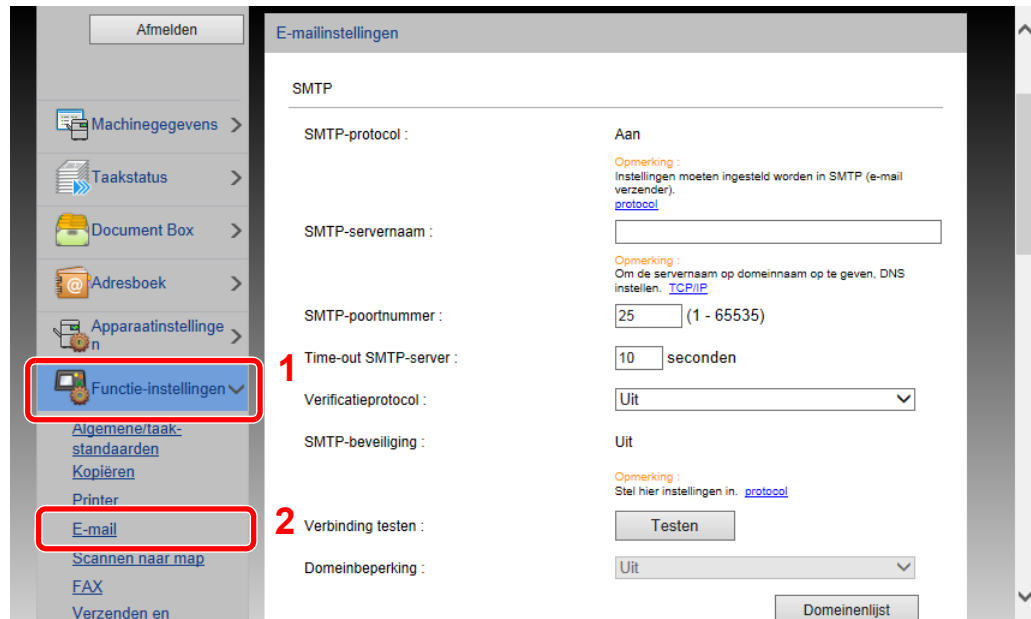 Afmelden
Machinegegevens
Taakstatus
Document Box
Adresboek
Apparaatinstellinge
n
1
Functie-instellingen
Algemene/taak-
standaarden
Kopiëren
Printer
2
E-mail
Scannen naar map
FAX
Verzenden en
E-mailinstellingen
SMTP
SMTP-protocol : Aan
Opmerking :
Instellingen moeten ingesteld worden in SMTP (e-mail
verzender).
protocol
SMTP-servernaam :
Opmerking :
Om de servernaam op domeinnaam op te geven, DNS
instellen. TCP/IP
SMTP-poortnummer : 25 (1 - 65535)
Time-out SMTP-server : 10 seconden
Verificatieprotocol : Uit
SMTP-beveiliging : Uit
Opmerking :
Stel hier instellingen in. protocol
Verbinding testen : Testen
Domeinbeperking : Uit
Domeinenlijst